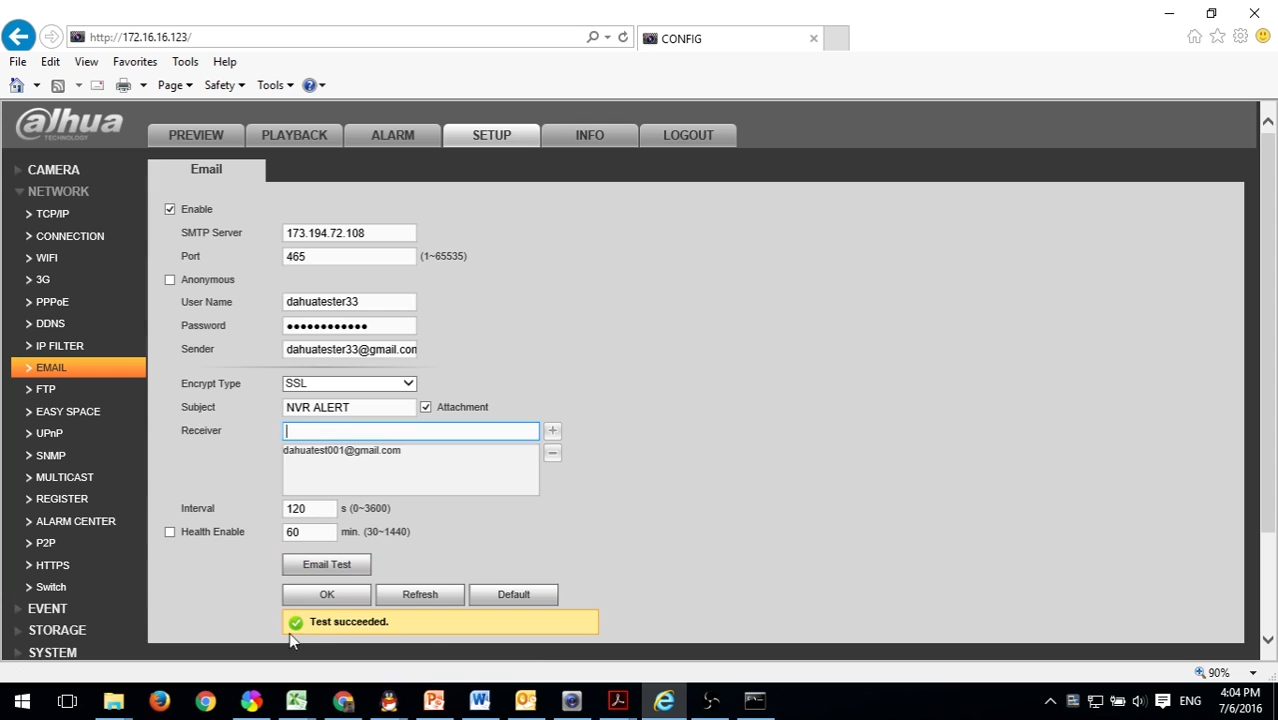 http://172.16.16.123/
CONFIG
File Edit View Favorites Tools Help
Page Safety Tools
alhua
TECHNOLOGY
PREVIEW PLAYBACK ALARM SETUP INFO LOGOUT
CAMERA
NETWORK
TCP/IP
CONNECTION
WIFI
3G
PPPoE
DDNS
IP FILTER
EMAIL
FTP
EASY SPACE
UPnP
SNMP
MULTICAST
REGISTER
ALARM CENTER
P2P
HTTPS
Switch
EVENT
STORAGE
SYSTEM
Email
Enable
SMTP Server 173.194.72.108
Port 465 (1~65535)
Anonymous
User Name dahuatester33
Password ●●●●●●●●●●●●
Sender dahuatester33@gmail.com
Encrypt Type SSL
Subject NVR ALERT Attachment
Receiver
dahuatest001@gmail.com
Interval 120 s (0~3600)
Health Enable 60 min. (30~1440)
Email Test
OK Refresh Default
Test succeeded.
90%
ENG
4:04 PM
7/6/2016